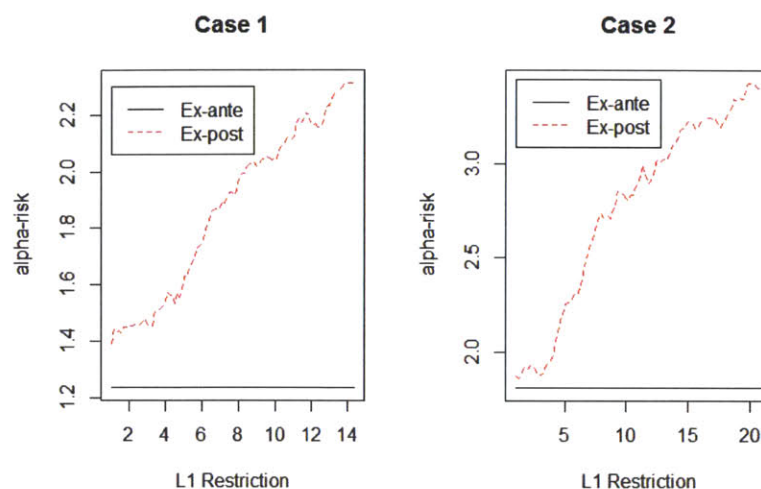 Case 1
Ex-ante
Ex-post
alpha-risk
1.2 1.4 1.6 1.8 2.0 2.2
2 4 6 8 10 12 14
L1 Restriction
Case 2
Ex-ante
Ex-post
alpha-risk
2.0 2.5 3.0
5 10 15 20
L1 Restriction